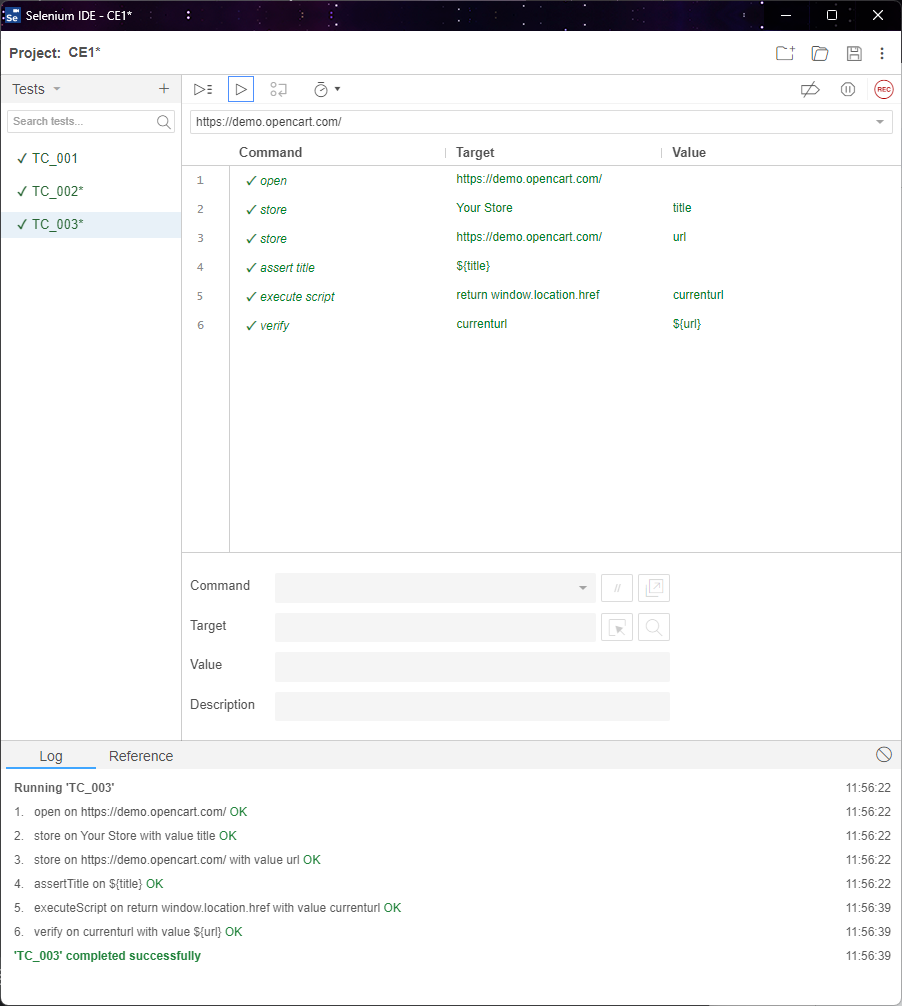 Se Selenium IDE - CE1*
Project: CE1*
Tests
Search tests...
✓ TC_001
✓ TC_002*
✓ TC_003*
REC
https://demo.opencart.com/
Command Target Value
1 ✓ open https://demo.opencart.com/
2 ✓ store Your Store title
3 ✓ store https://demo.opencart.com/ url
4 ✓ assert title ${title}
5 ✓ execute script return window.location.href currenturl
6 ✓ verify currenturl ${url}
Command //
Target
Value
Description
Log Reference
Running 'TC_003' 11:56:22
1. open on https://demo.opencart.com/ OK 11:56:22
2. store on Your Store with value title OK 11:56:22
3. store on https://demo.opencart.com/ with value url OK 11:56:22
4. assertTitle on ${title} OK 11:56:22
5. executeScript on return window.location.href with value currenturl OK 11:56:39
6. verify on currenturl with value ${url} OK 11:56:39
'TC_003' completed successfully 11:56:39